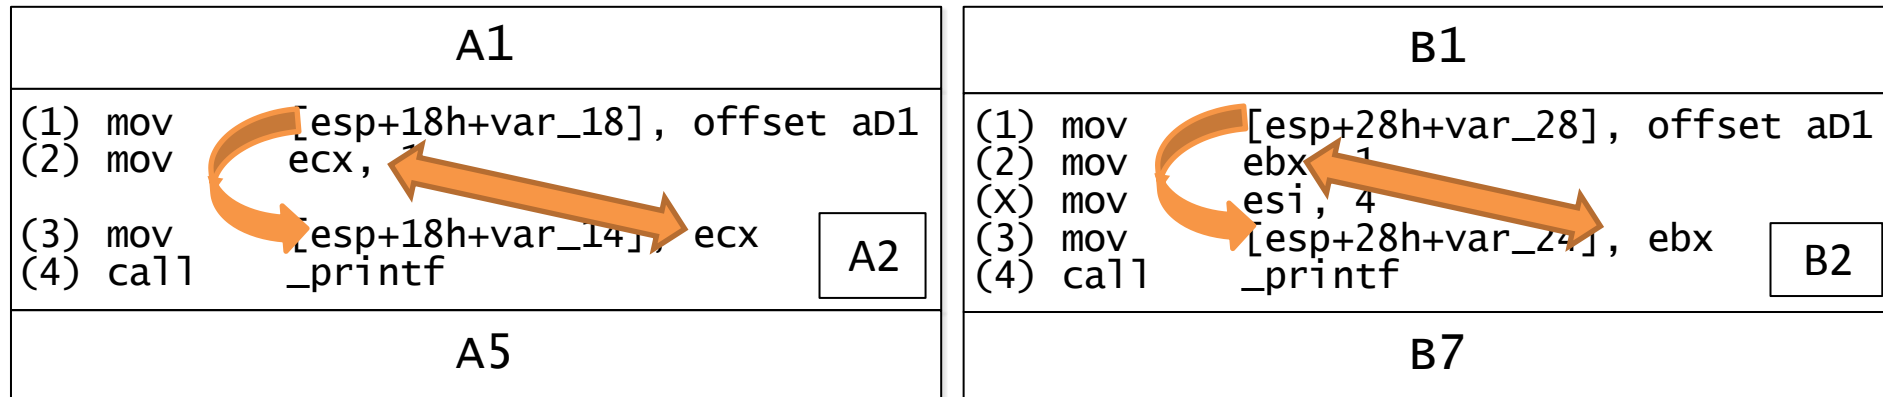 A1
(1) mov [esp+18h+var_18], offset aD1
(2) mov ecx,
(3) mov [esp+18h+var_14], ecx
(4) call _printf
A2
A5
B1
(1) mov [esp+28h+var_28], offset aD1
(2) mov ebx, 1
(X) mov esi, 4
(3) mov [esp+28h+var_24], ebx
(4) call _printf
B2
B7